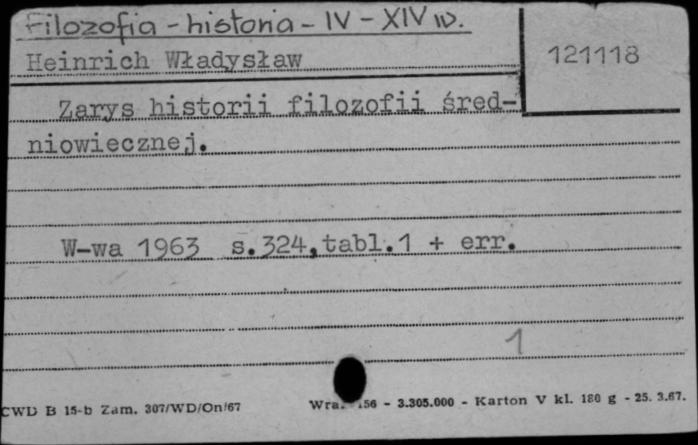 Filozofia - historia - IV - XIV w.
Heinrich Władysław
121118
Zarys historii filozofii śred-
niowiecznej.
W-wa 1963 s.324,tabl.1 + err.
1
CWD B 15-b Zam. 307/WD/On/67
56 - 3.305.000 - Karton V kl. 180 g - 25. 3.67.